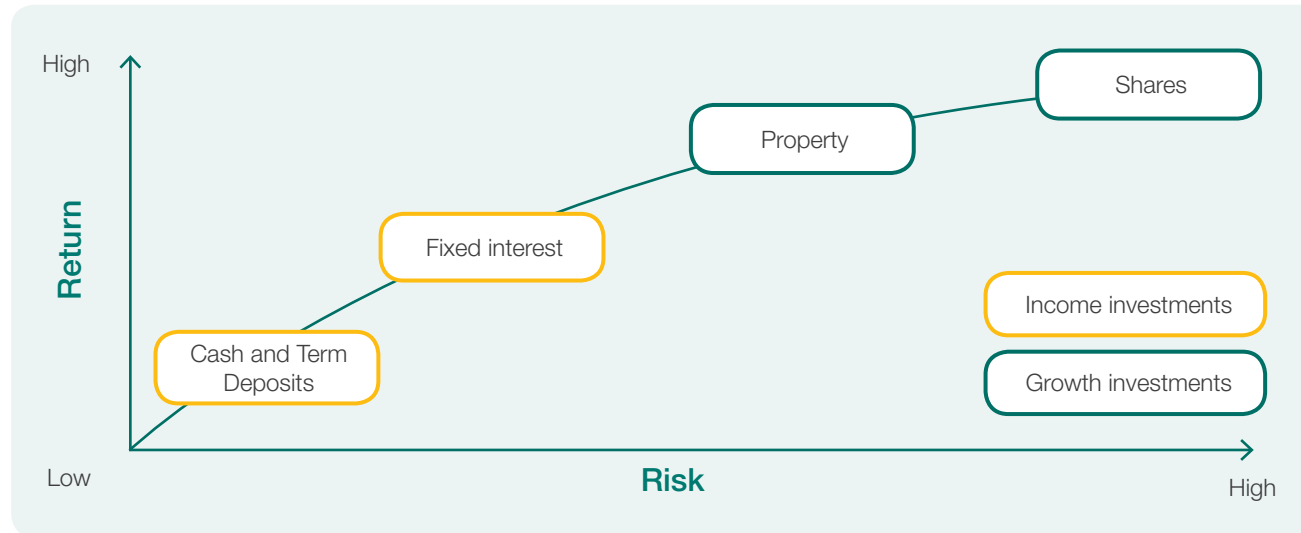 High
Shares
Property
Return
Fixed interest
Income investments
Cash and Term
Deposits
Growth investments
Low
Risk
High